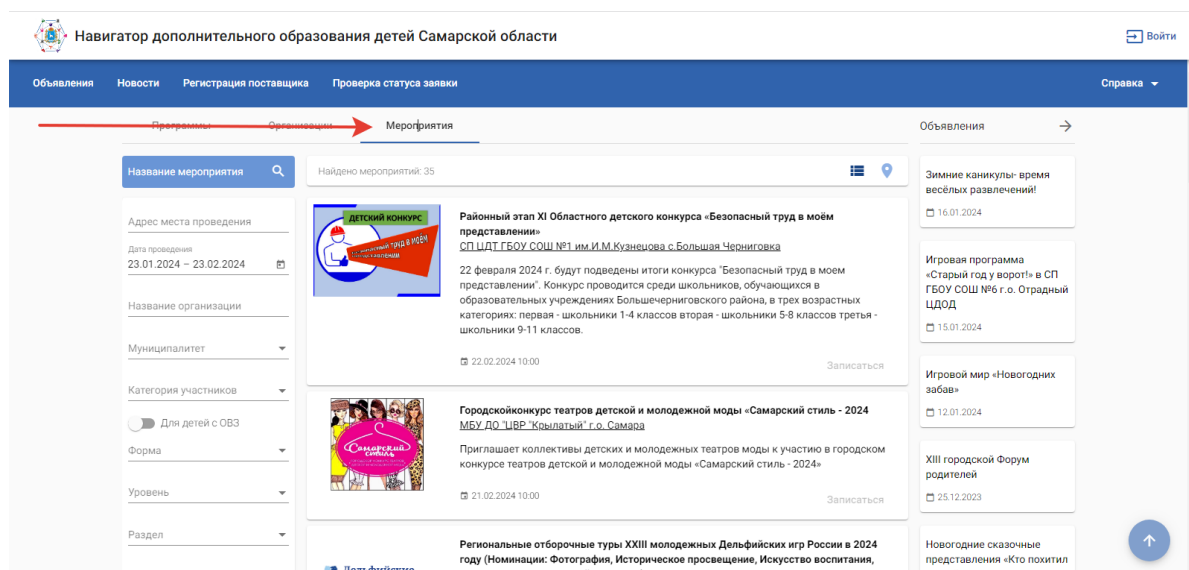 Навигатор дополнительного образования детей Самарской области
Войти
Объявления Новости Регистрация поставщика Проверка статуса заявки Справка
Программы Организации Мероприятия
Название мероприятия
Адрес места проведения
Дата проведения
23.01.2024 – 23.02.2024
Название организации
Муниципалитет
Категория участников
Для детей с ОВЗ
Форма
Уровень
Раздел
Найдено мероприятий: 35
ДЕТСКИЙ КОНКУРС
Районный этап XI Областного детского конкурса «Безопасный труд в моём
представлении»
СП ЦДТ ГБОУ СОШ №1 им.И.М.Кузнецова с.Большая Черниговка
22 февраля 2024 г. будут подведены итоги конкурса "Безопасный труд в моем
представлении". Конкурс проводится среди школьников, обучающихся в
образовательных учреждениях Большечерниговского района, в трех возрастных
категориях: первая - школьники 1-4 классов вторая - школьники 5-8 классов третья -
школьники 9-11 классов.
22.02.2024 10:00
Записаться
Самарский
стиль
Городскойконкурс театров детской и молодежной моды «Самарский стиль - 2024
МБУ ДО "ЦВР "Крылатый" г.о. Самара
Приглашает коллективы детских и молодежных театров моды к участию в городском
конкурсе театров детской и молодежной моды «Самарский стиль - 2024»
21.02.2024 10:00
Записаться
Дельфийские
Региональные отборочные туры XXIII молодежных Дельфийских игр России в 2024
году (Номинации: Фотография, Историческое просвещение, Искусство воспитания,
Объявления
Зимние каникулы- время
весёлых развлечений!
16.01.2024
Игровая программа
«Старый год у ворот!» в СП
ГБОУ СОШ №6 г.о. Отрадный
ЦДОД
15.01.2024
Игровой мир «Новогодних
забав»
12.01.2024
XIII городской Форум
родителей
25.12.2023
Новогодние сказочные
представления «Кто похитил